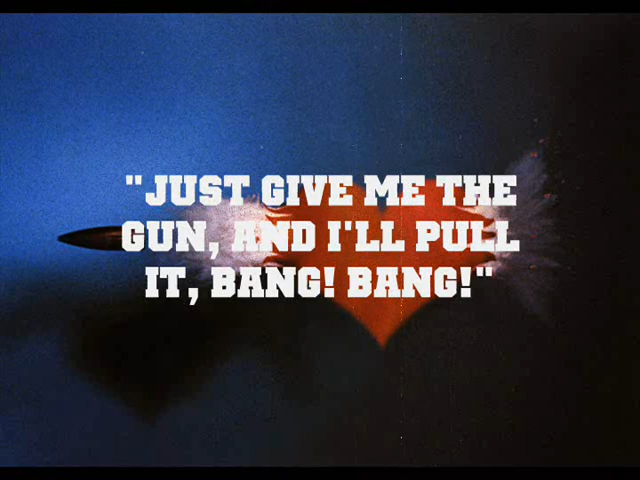 "JUST GIVE ME THE
GUN, AND I'LL PULL
IT, BANG! BANG!"